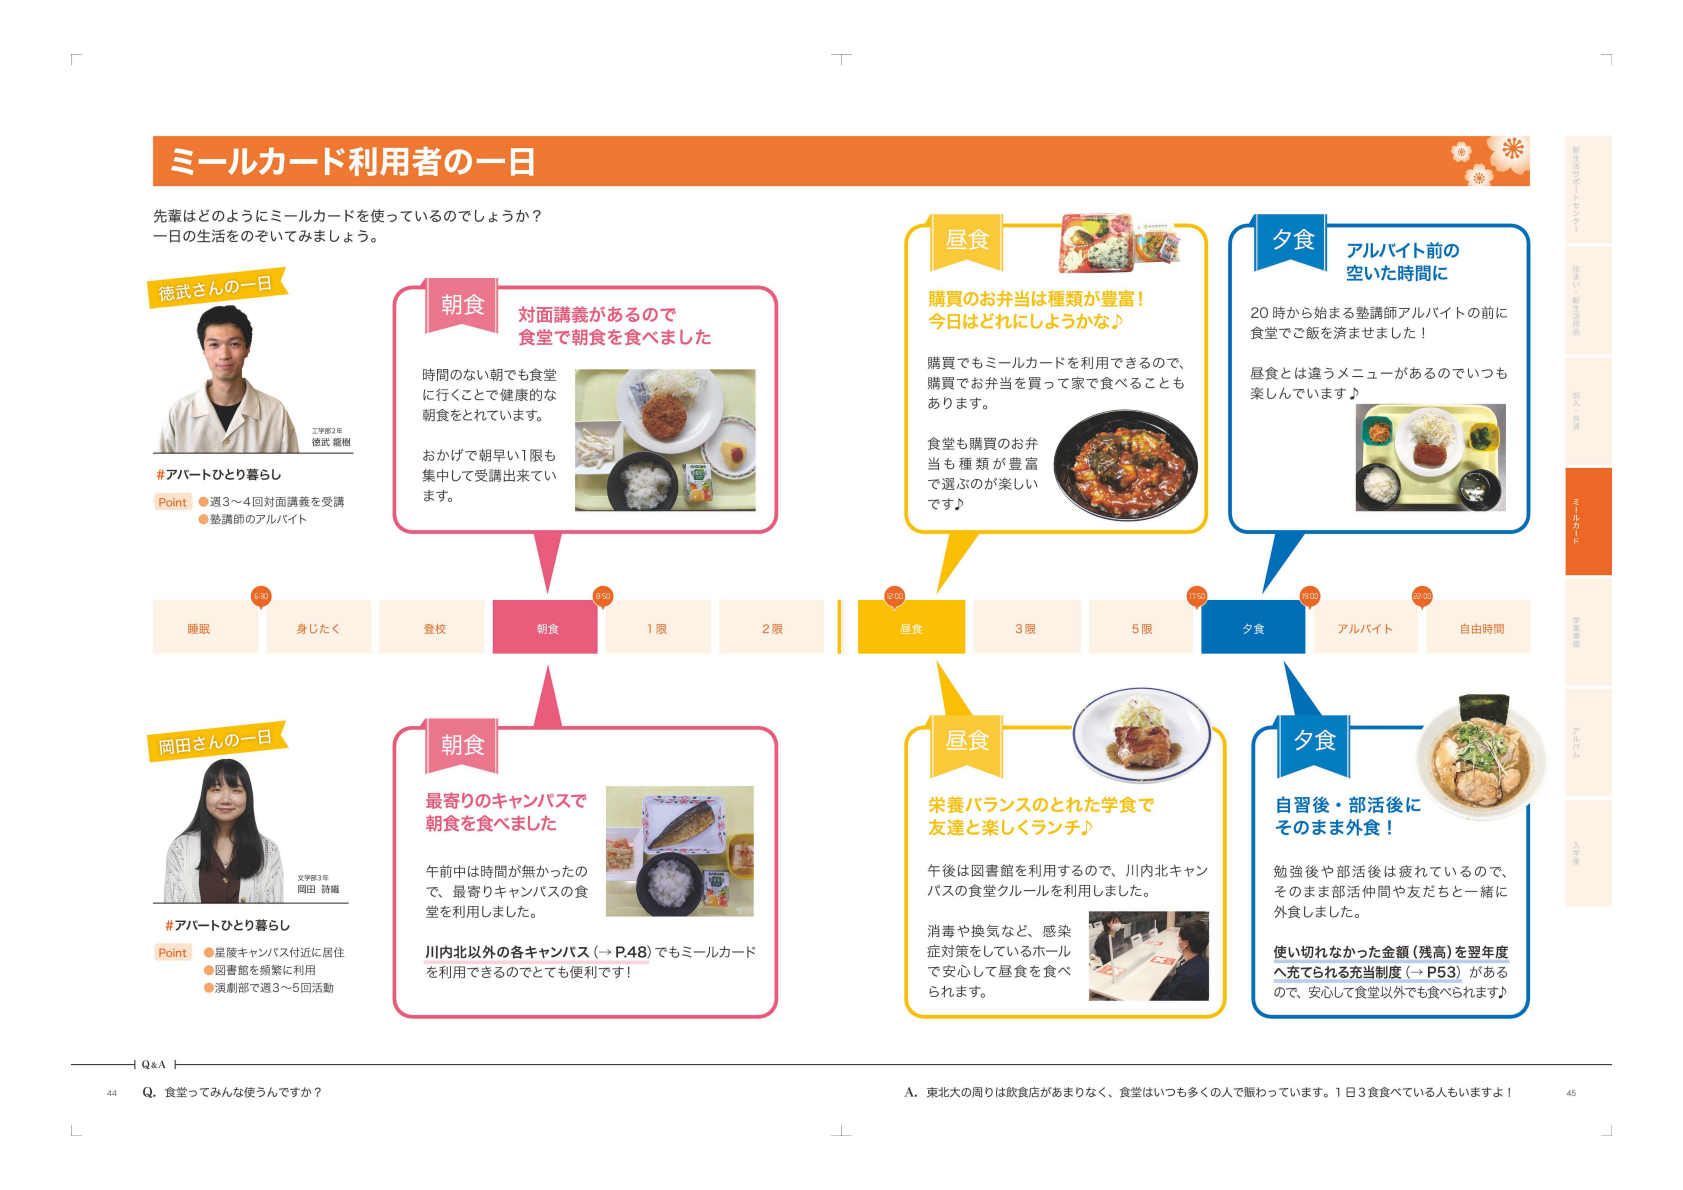 ミールカード利用者の一日
先輩はどのようにミールカードを使っているのでしょうか？
一日の生活をのぞいてみましょう。
徳武さんの一日
工学部2年
徳武 龍樹
#アパートひとり暮らし
Point
●週3〜4回対面講義を受講
●塾講師のアルバイト
朝食
対面講義があるので
食堂で朝食を食べました
時間のない朝でも食堂
に行くことで健康的な
朝食をとれています。
おかげで朝早い1限も
集中して受講出来てい
ます。
昼食
購買のお弁当は種類が豊富！
今日はどれにしようかな♪
購買でもミールカードを利用できるので、
購買でお弁当を買って家で食べることも
あります。
食堂も購買のお弁
当も種類が豊富
で選ぶのが楽しい
です♪
夕食
アルバイト前の
空いた時間に
20時から始まる塾講師アルバイトの前に
食堂でご飯を済ませました！
昼食とは違うメニューがあるのでいつも
楽しんでいます♪
6:30
8:50
12:00
17:50
19:00
22:00
睡眠
身じたく
登校
朝食
1限
2限
昼食
3限
5限
夕食
アルバイト
自由時間
岡田さんの一日
文学部3年
岡田 詩織
#アパートひとり暮らし
Point
●星陵キャンパス付近に居住
●図書館を頻繁に利用
●演劇部で週3〜5回活動
朝食
最寄りのキャンパスで
朝食を食べました
午前中は時間が無かったの
で、最寄りキャンパスの食
堂を利用しました。
川内北以外の各キャンパス（→ P.48）でもミールカード
を利用できるのでとても便利です！
昼食
栄養バランスのとれた学食で
友達と楽しくランチ♪
午後は図書館を利用するので、川内北キャン
パスの食堂クルールを利用しました。
消毒や換気など、感染
症対策をしているホール
で安心して昼食を食べ
られます。
夕食
自習後・部活後に
そのまま外食！
勉強後や部活後は疲れているので、
そのまま部活仲間や友だちと一緒に
外食しました。
使い切れなかった金額（残高）を翌年度
へ充てられる充当制度（→ P53）がある
ので、安心して食堂以外でも食べられます♪
新生活サポートセンター
住まい・新生活用品
加入・共済
ミールカード
学業準備
アルバム
入学後
Q&A
44
Q. 食堂ってみんな使うんですか？
A. 東北大の周りは飲食店があまりなく、食堂はいつも多くの人で賑わっています。1日3食食べている人もいますよ！
45